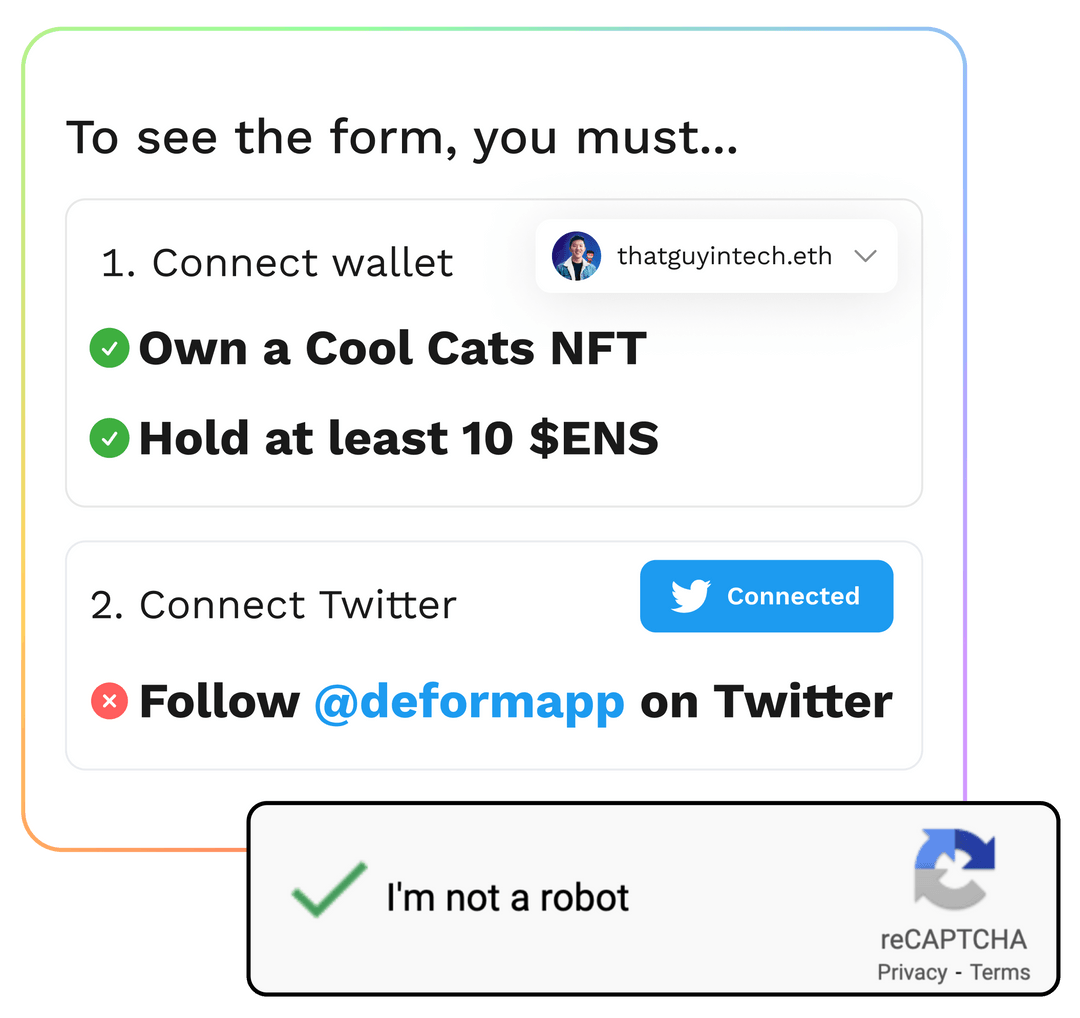 To see the form, you must...
1. Connect wallet
thatguyintech.eth
Own a Cool Cats NFT
Hold at least 10 $ENS
2. Connect Twitter
Connected
Follow @deformapp on Twitter
I'm not a robot
reCAPTCHA
Privacy - Terms